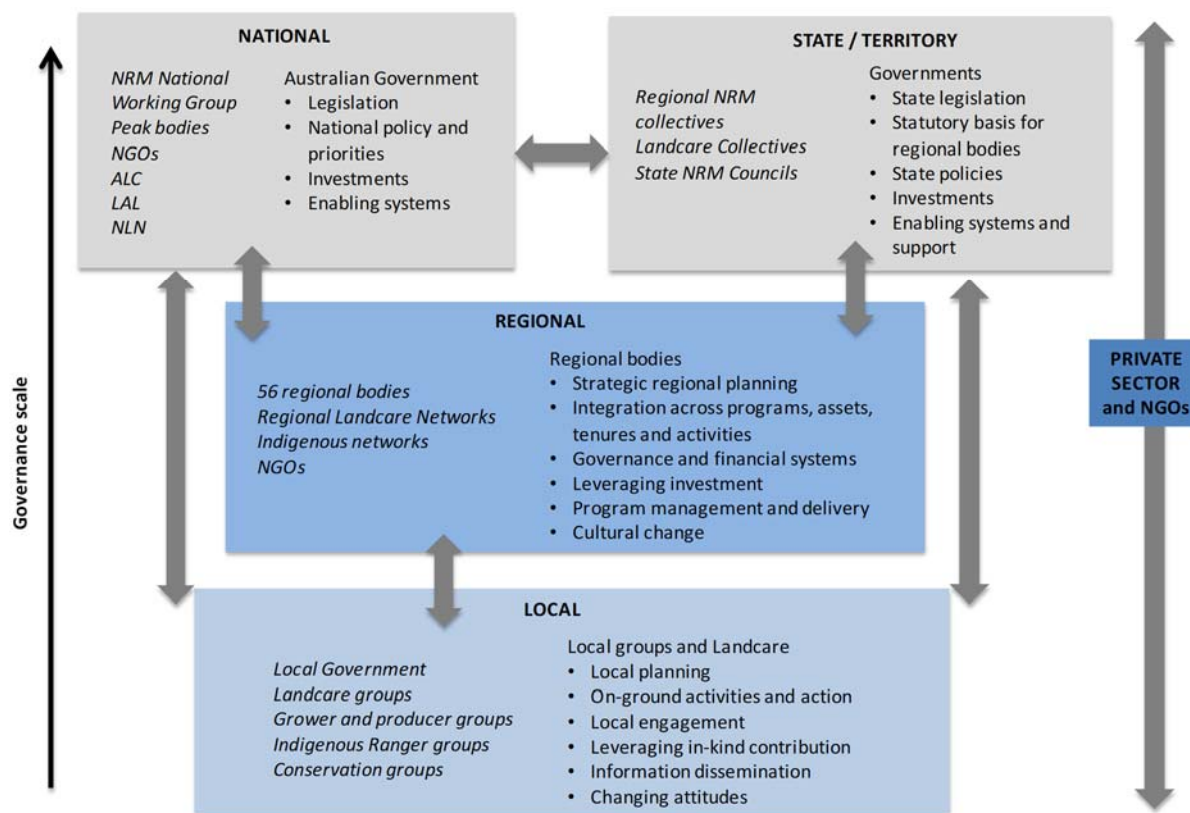 NATIONAL
NRM National
Working Group
Peak bodies
NGOs
ALC
LAL
NLN
Australian Government
• Legislation
• National policy and
priorities
• Investments
• Enabling systems
STATE / TERRITORY
Regional NRM
collectives
Landcare Collectives
State NRM Councils
Governments
• State legislation
• Statutory basis for
regional bodies
• State policies
• Investments
• Enabling systems and
support
Governance scale
REGIONAL
56 regional bodies
Regional Landcare Networks
Indigenous networks
NGOs
Regional bodies
• Strategic regional planning
• Integration across programs, assets,
tenures and activities
• Governance and financial systems
• Leveraging investment
• Program management and delivery
• Cultural change
PRIVATE
SECTOR
and NGOs
LOCAL
Local Government
Landcare groups
Grower and producer groups
Indigenous Ranger groups
Conservation groups
Local groups and Landcare
• Local planning
• On-ground activities and action
• Local engagement
• Leveraging in-kind contribution
• Information dissemination
• Changing attitudes